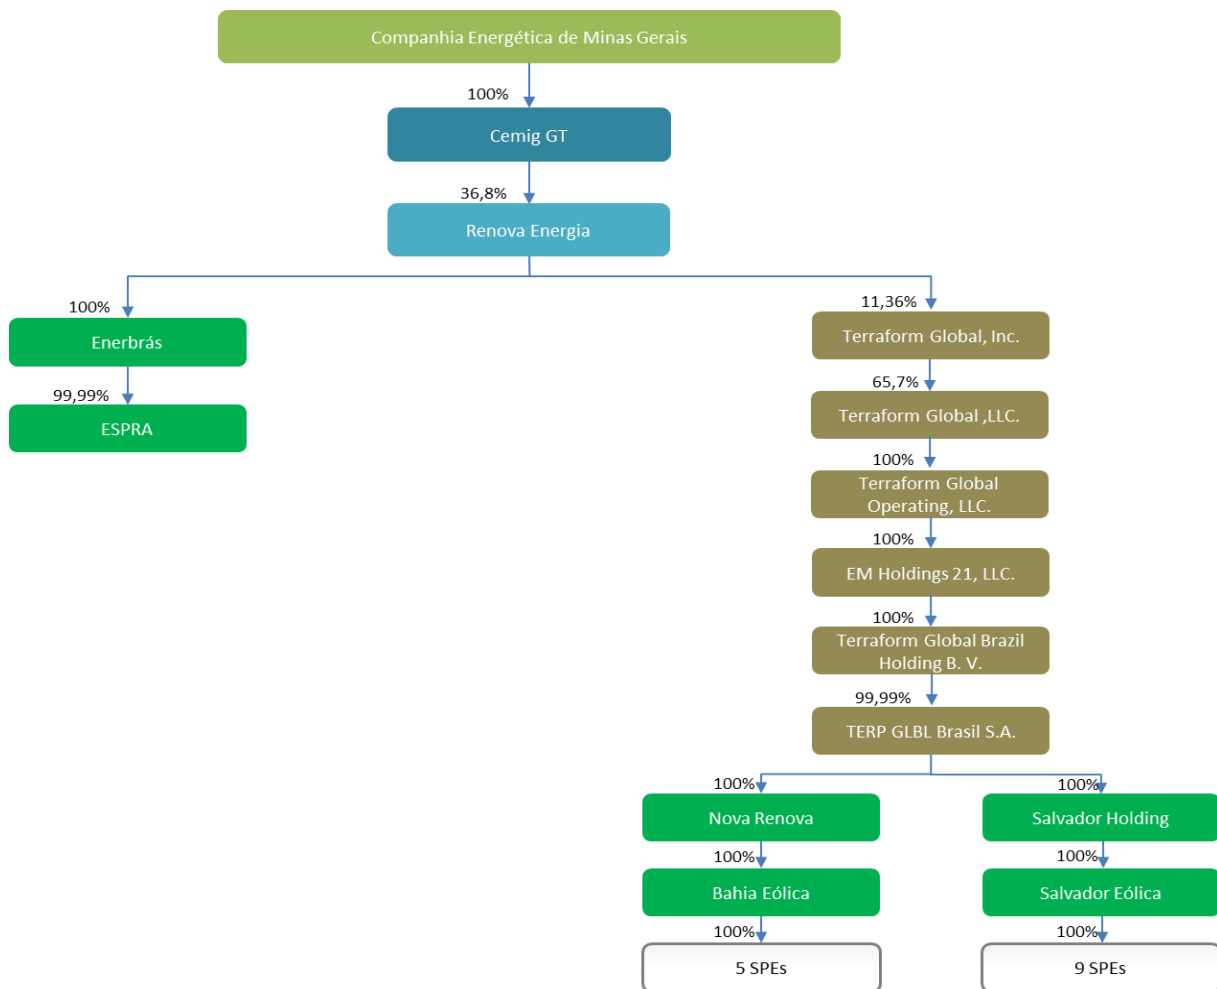 Companhia Energética de Minas Gerais
100%
Cemig GT
36,8%
Renova Energia
100%
11,36%
Enerbrás
Terraform Global, Inc.
99,99%
65,7%
ESPRA
Terraform Global ,LLC.
100%
Terraform Global
Operating, LLC.
100%
EM Holdings 21, LLC.
100%
Terraform Global Brazil
Holding B. V.
99,99%
TERP GLBL Brasil S.A.
100%
100%
Nova Renova
Salvador Holding
100%
100%
Bahia Eólica
Salvador Eólica
100%
100%
5 SPEs
9 SPEs